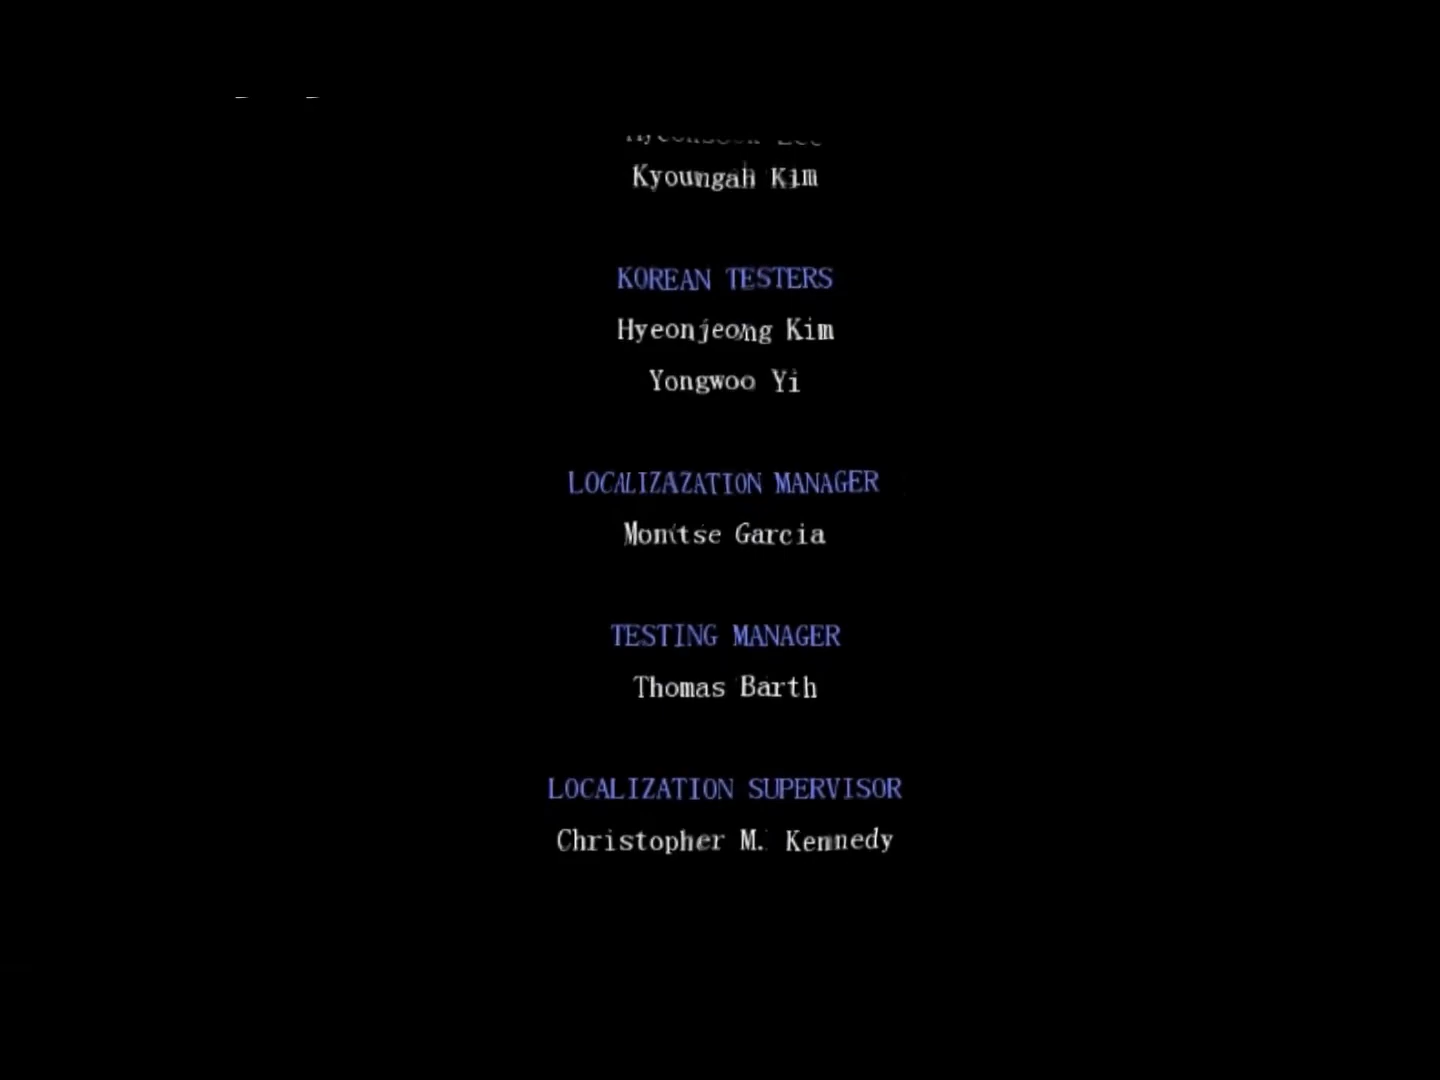 Kyoungah Kim
KOREAN TESTERS
Hyeonjeong Kim
Yongwoo Yi
LOCALIZAZATION MANAGER
Montse Garcia
TESTING MANAGER
Thomas Barth
LOCALIZATION SUPERVISOR
Christopher M. Kennedy